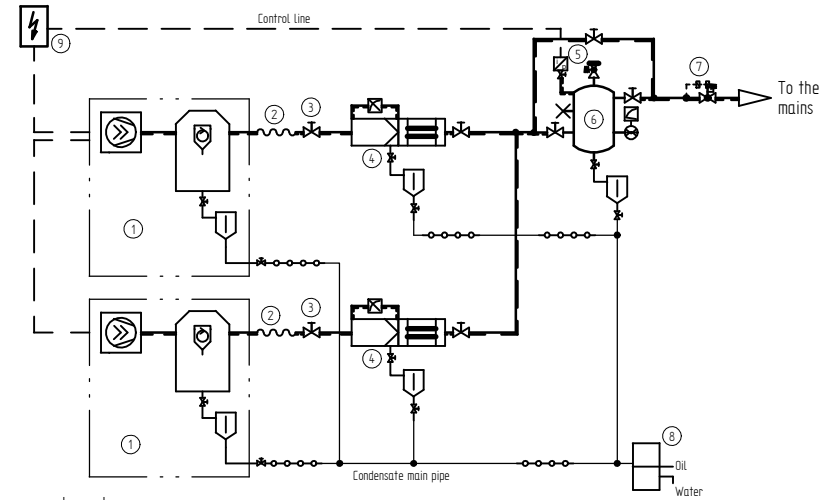 Control line
9
5
7
To the
mains
2
3
6
4
1
2
3
4
1
8
Oil
Water
Condensate main pipe